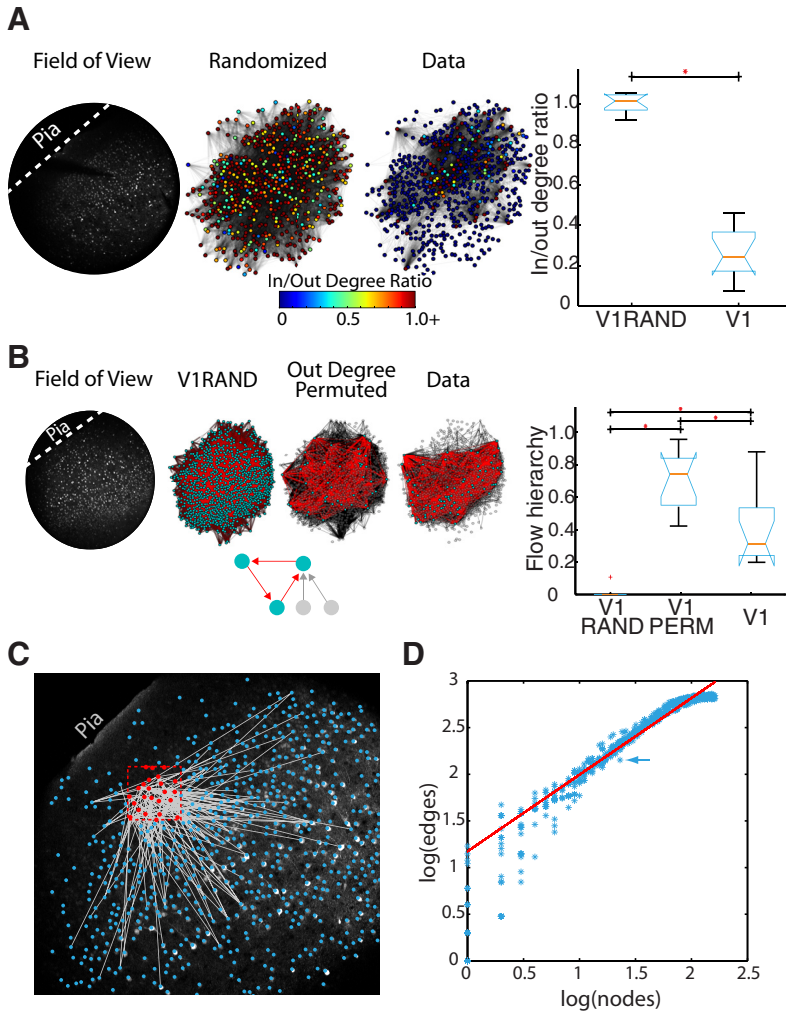 A
Field of View
Randomized
Data
Pia
In/Out Degree Ratio
0
0.5
1.0+
In/out degree ratio
1.0
0.8
0.6
0.4
0.2
0
V1RAND
V1
B
Field of View
V1RAND
Out Degree
Permuted
Data
Pia
Flow hierarchy
1.0
0.8
0.6
0.4
0.2
0
V1
RAND
V1
PERM
V1
C
Pia
D
log(edges)
3
2.5
2
1.5
1
0.5
0
0
0.5
1.0
1.5
2.0
2.5
log(nodes)